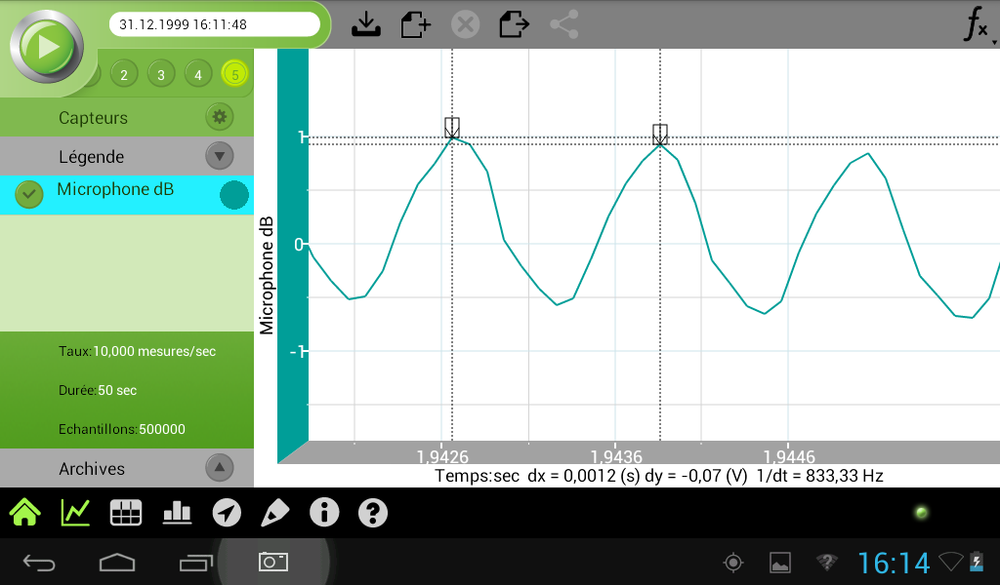 31.12.1999 16:11:48
fx
2 3 4 5
Capteurs
Légende
Microphone dB
Taux:10,000 mesures/sec
Durée:50 sec
Echantillons:500000
Archives
Microphone dB
1
0
-1
1,9426 1,9436 1,9446
Temps:sec dx = 0,0012 (s) dy = -0,07 (V) 1/dt = 833,33 Hz
16:14